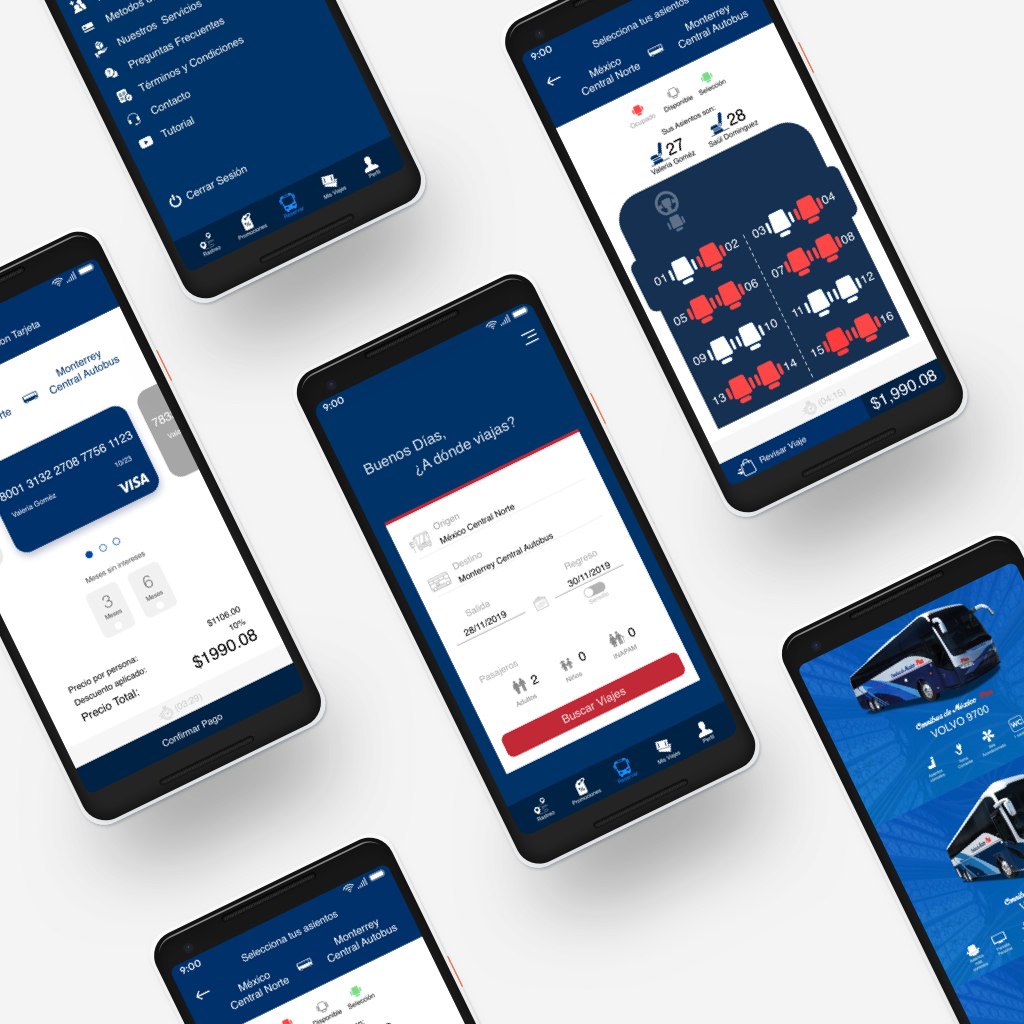 Nuestros Servicios
Preguntas Frecuentes
Términos y Condiciones
Contacto
Tutorial
Cerrar Sesión
Rastreo
Promociones
Reservar
Mis Viajes
Perfil
9:00
Selecciona tus asientos
México
Central Norte
Monterrey
Central Autobus
Ocupado
Disponible
Selección
Sus Asientos son:
27
Valeria Goméz
28
Saúl Domínguez
01
02
03
04
05
06
07
08
09
10
11
12
13
14
15
16
(04:15)
Revisar Viaje
$1,990.08
on Tarjeta
Monterrey
Central Autobus
8001 3132 2708 7756 1123
10/23
Valeria Goméz
VISA
783
Vale
Meses sin intereses
3
Meses
6
Meses
Precio por persona:
$1106.00
Descuento aplicado:
10%
Precio Total:
$1990.08
(03:29)
Confirmar Pago
9:00
Buenos Días,
¿A dónde viajas?
Origen
México Central Norte
Destino
Monterrey Central Autobus
Salida
28/11/2019
Regreso
30/11/2019
Sencillo
Pasajeros
2
Adultos
0
Niños
0
INAPAM
Buscar Viajes
Rastreo
Promociones
Reservar
Mis Viajes
Perfil
Omnibus de México Plus
VOLVO 9700
WC
9:00
Selecciona tus asientos
México
Central Norte
Monterrey
Central Autobus
Disponible
Selección